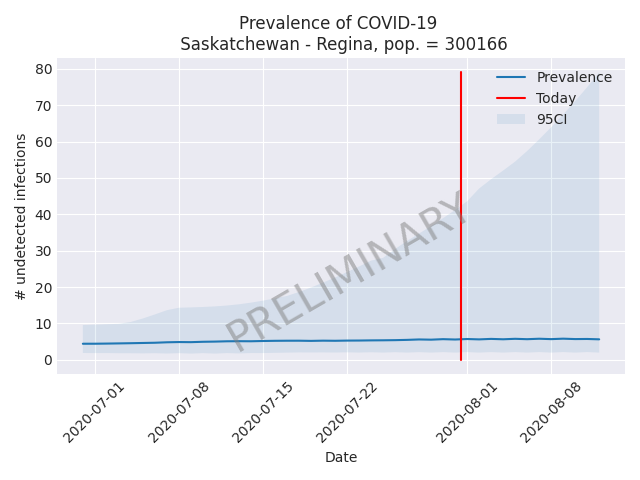 Prevalence of COVID-19
Saskatchewan - Regina, pop. = 300166
80
70
60
50
40
30
20
10
0
# undetected infections
Prevalence
Today
95CI
PRELIMINARY
2020-07-01
2020-07-08
2020-07-15
2020-07-22
2020-08-01
2020-08-08
Date